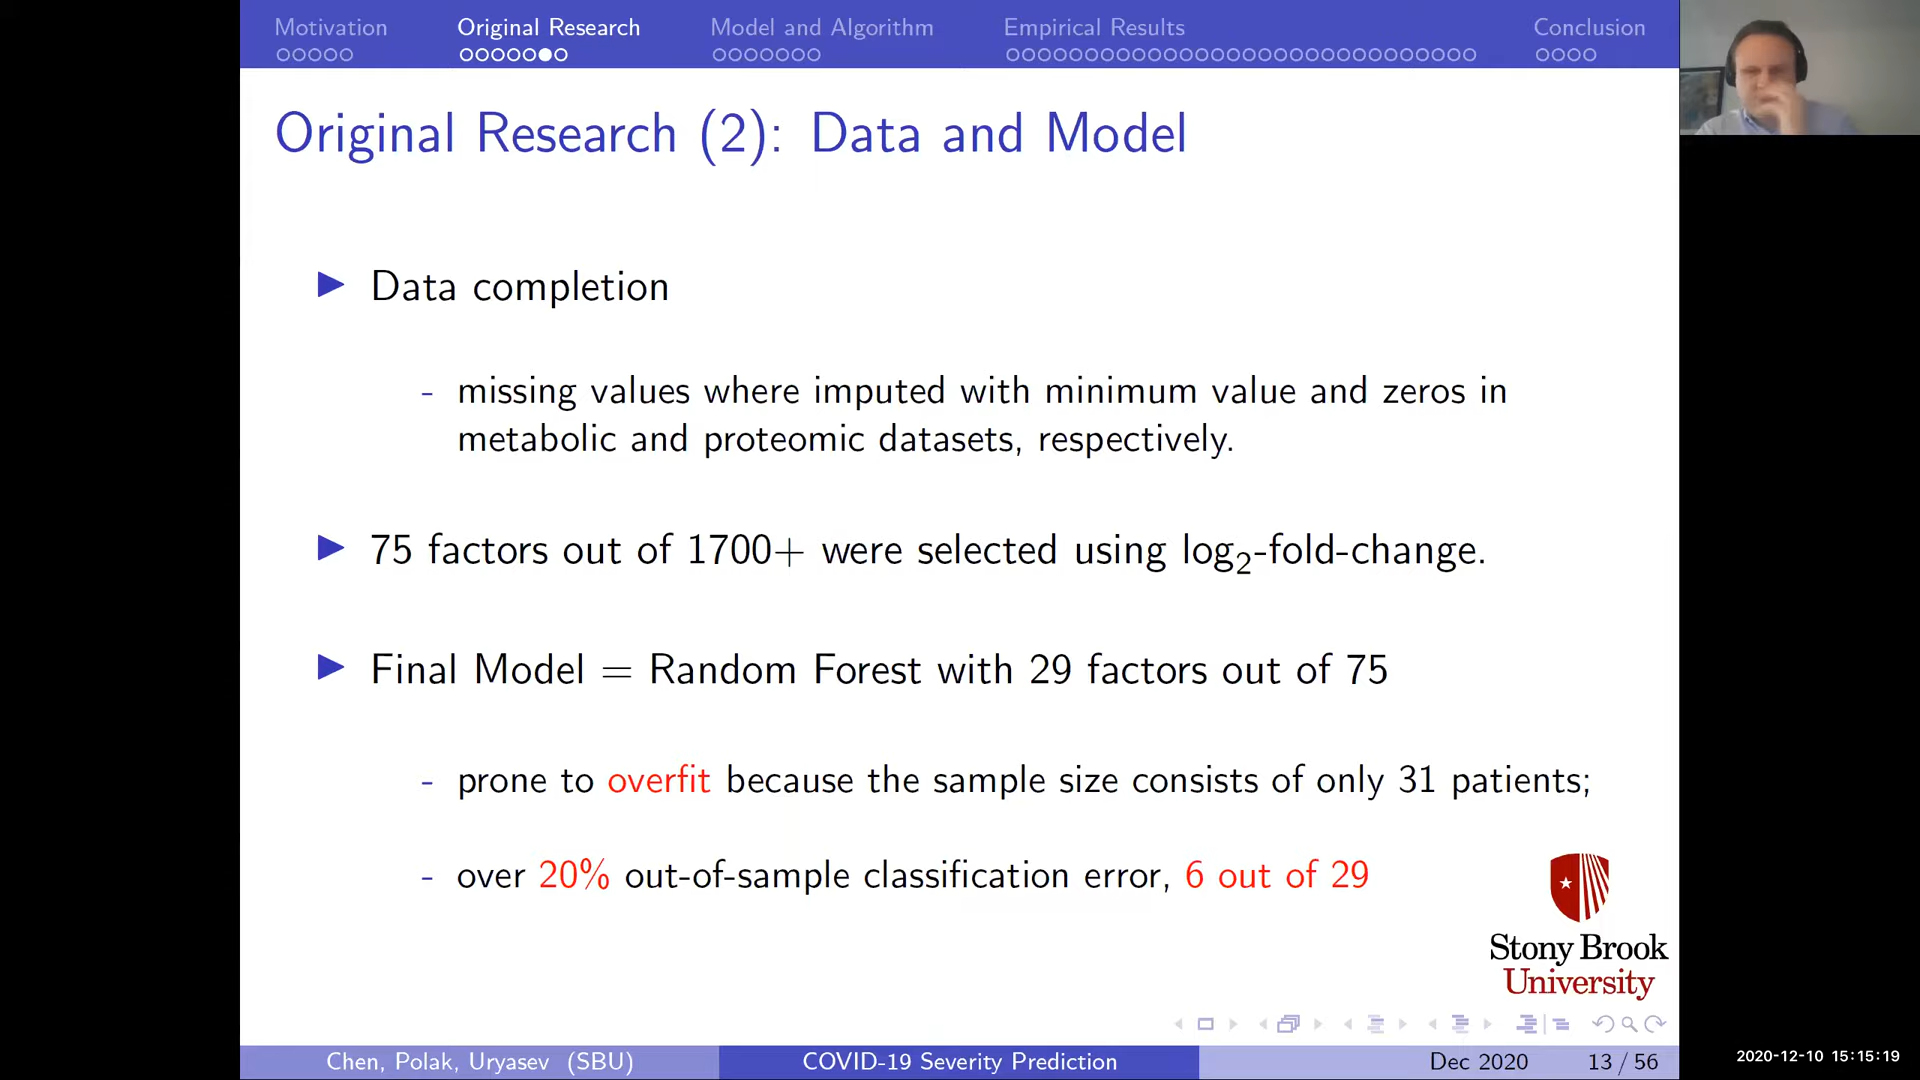 Motivation Original Research Model and Algorithm Empirical Results Conclusion
Original Research (2): Data and Model
Data completion
- missing values where imputed with minimum value and zeros in
metabolic and proteomic datasets, respectively.
75 factors out of 1700+ were selected using log₂-fold-change.
Final Model = Random Forest with 29 factors out of 75
- prone to overfit because the sample size consists of only 31 patients;
- over 20% out-of-sample classification error, 6 out of 29
Stony Brook
University
Chen, Polak, Uryasev (SBU) COVID-19 Severity Prediction Dec 2020 13 / 56
2020-12-10 15:15:19